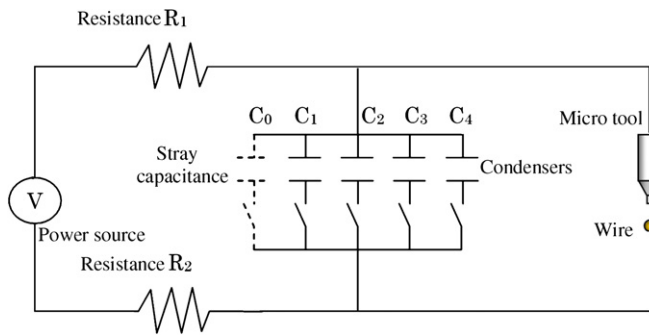 Resistance R1
C0 C1 C2 C3 C4
Micro tool
Stray
capacitance
Condensers
V
Power source
Wire
Resistance R2